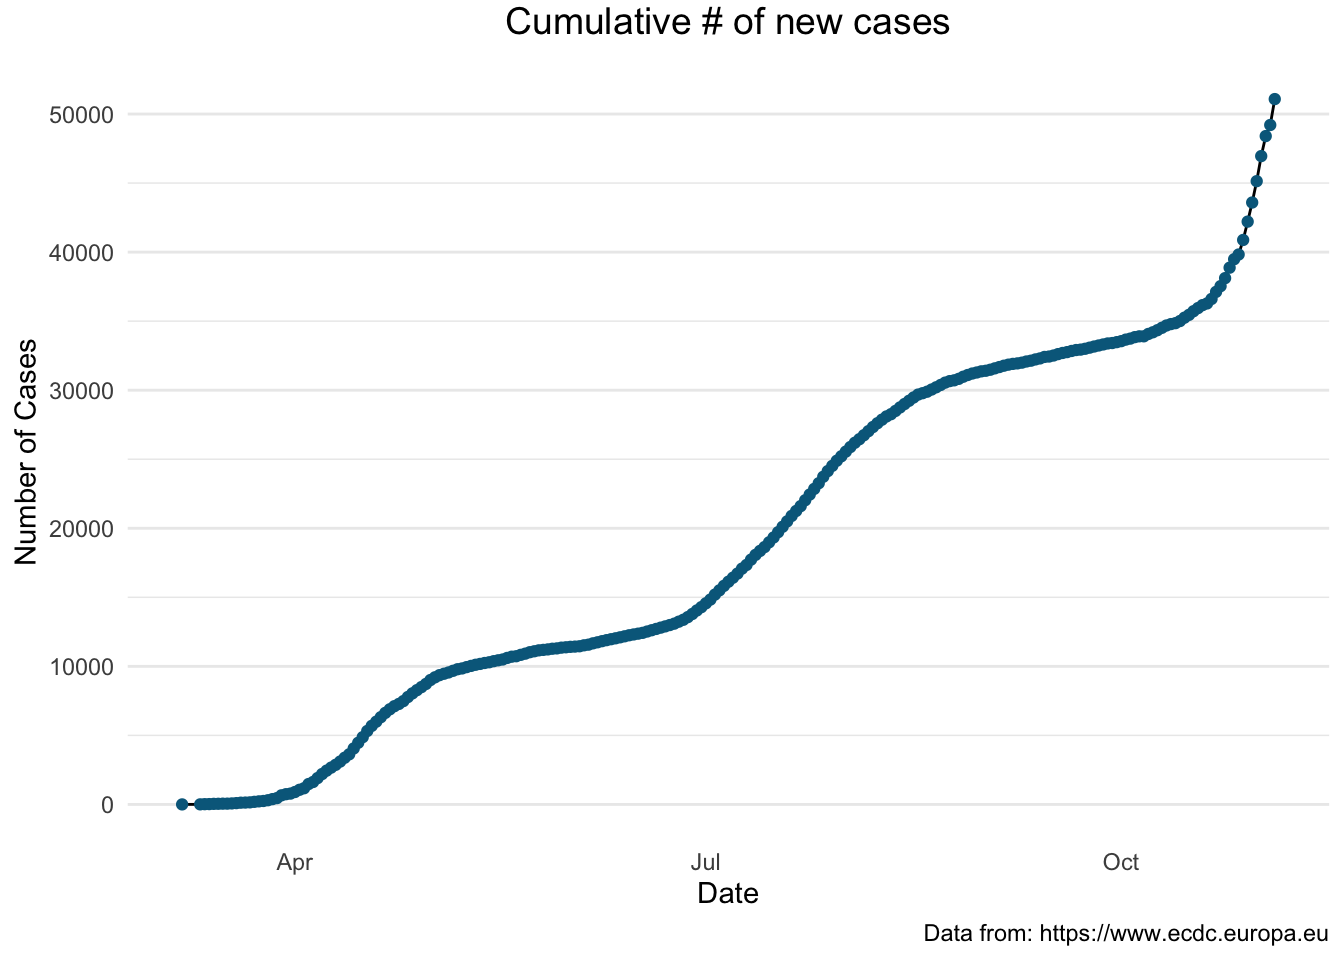 Cumulative # of new cases
50000
40000
30000
20000
10000
0
Number of Cases
Apr Jul Oct
Date
Data from: https://www.ecdc.europa.eu